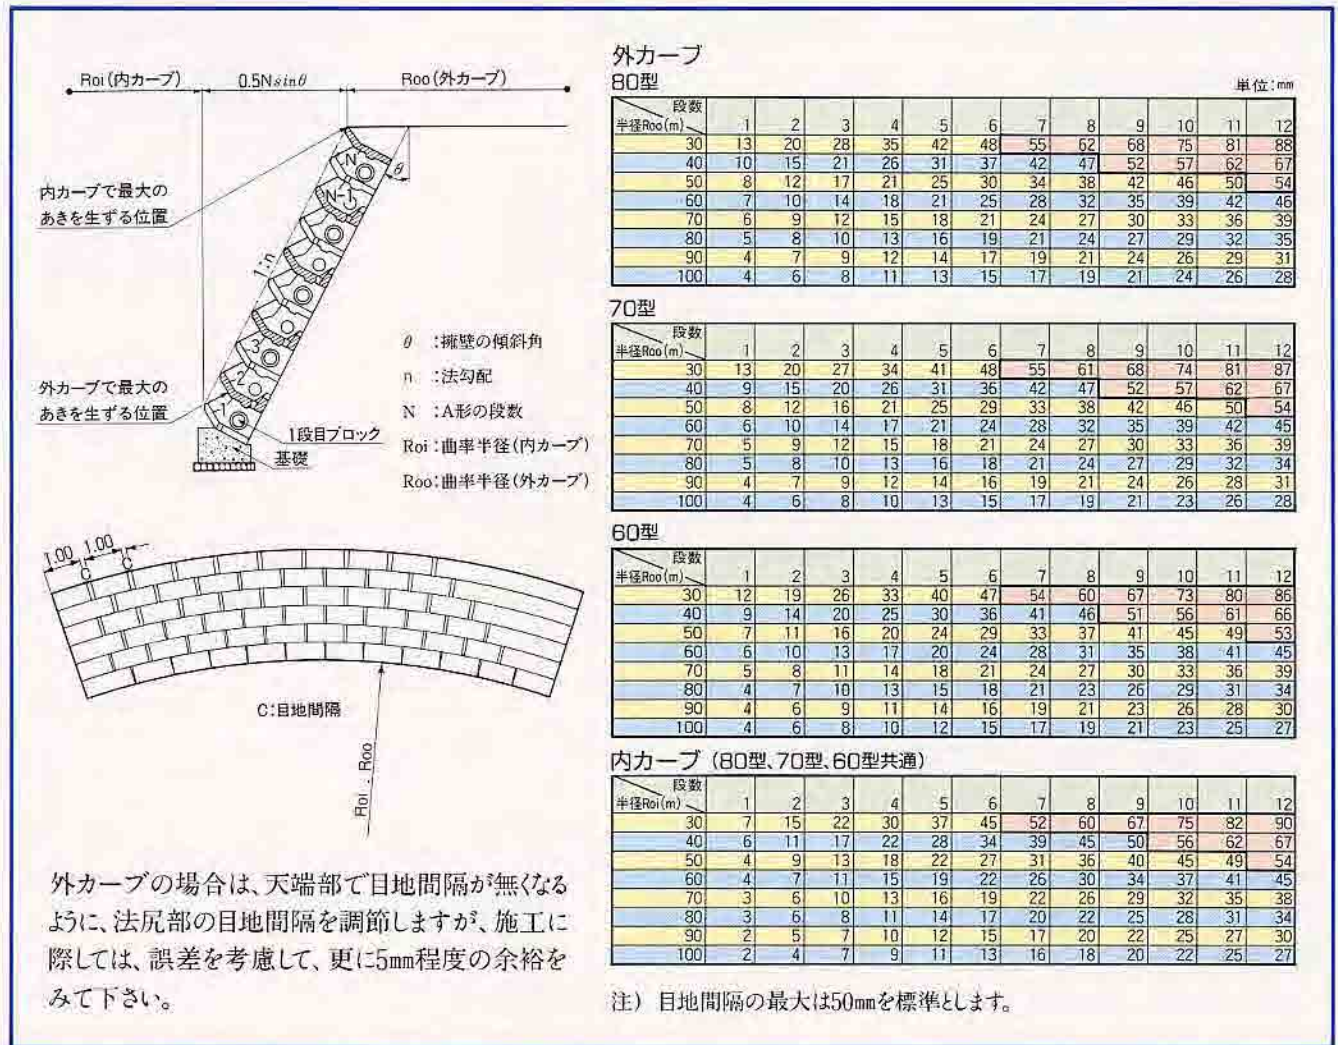 Roi(内カーブ)
0.5Nsinθ
Roo(外カーブ)
θ
N
N-1
内カーブで最大の
あきを生ずる位置
1:n
3
2
1
外カーブで最大の
あきを生ずる位置
1段目ブロック
基礎
θ :擁壁の傾斜角
n :法勾配
N :A形の段数
Roi:曲率半径(内カーブ)
Roo:曲率半径(外カーブ)
1.00 1.00
C C
C:目地間隔
Roi . Roo
外カーブの場合は、天端部で目地間隔が無くなる
ように、法尻部の目地間隔を調節しますが、施工に
際しては、誤差を考慮して、更に5mm程度の余裕を
みて下さい。
外カーブ
80型 単位:mm
段数
半径Roo(m) 1 2 3 4 5 6 7 8 9 10 11 12
30 13 20 28 35 42 48 55 62 68 75 81 88
40 10 15 21 26 31 37 42 47 52 57 62 67
50 8 12 17 21 25 30 34 38 42 46 50 54
60 7 10 14 18 21 25 28 32 35 39 42 46
70 6 9 12 15 18 21 24 27 30 33 36 39
80 5 8 10 13 16 19 21 24 27 29 32 35
90 4 7 9 12 14 17 19 21 24 26 29 31
100 4 6 8 11 13 15 17 19 21 24 26 28
70型
段数
半径Roo(m) 1 2 3 4 5 6 7 8 9 10 11 12
30 13 20 27 34 41 48 55 61 68 74 81 87
40 9 15 20 26 31 36 42 47 52 57 62 67
50 8 12 16 21 25 29 33 38 42 46 50 54
60 6 10 14 17 21 24 28 32 35 39 42 45
70 5 9 12 15 18 21 24 27 30 33 36 39
80 5 8 10 13 16 18 21 24 27 29 32 34
90 4 7 9 12 14 16 19 21 24 26 28 31
100 4 6 8 10 13 15 17 19 21 23 26 28
60型
段数
半径Roo(m) 1 2 3 4 5 6 7 8 9 10 11 12
30 12 19 26 33 40 47 54 60 67 73 80 86
40 9 14 20 25 30 36 41 46 51 56 61 66
50 7 11 16 20 24 29 33 37 41 45 49 53
60 6 10 13 17 20 24 28 31 35 38 41 45
70 5 8 11 14 18 21 24 27 30 33 36 39
80 4 7 10 13 15 18 21 23 26 29 31 34
90 4 6 9 11 14 16 19 21 23 26 28 30
100 4 6 8 10 12 15 17 19 21 23 25 27
内カーブ (80型、70型、60型共通)
段数
半径Roi(m) 1 2 3 4 5 6 7 8 9 10 11 12
30 7 15 22 30 37 45 52 60 67 75 82 90
40 6 11 17 22 28 34 39 45 50 56 62 67
50 4 9 13 18 22 27 31 36 40 45 49 54
60 4 7 11 15 19 22 26 30 34 37 41 45
70 3 6 10 13 16 19 22 26 29 32 35 38
80 3 6 8 11 14 17 20 22 25 28 31 34
90 2 5 7 10 12 15 17 20 22 25 27 30
100 2 4 7 9 11 13 16 18 20 22 25 27
注) 目地間隔の最大は50mmを標準とします。